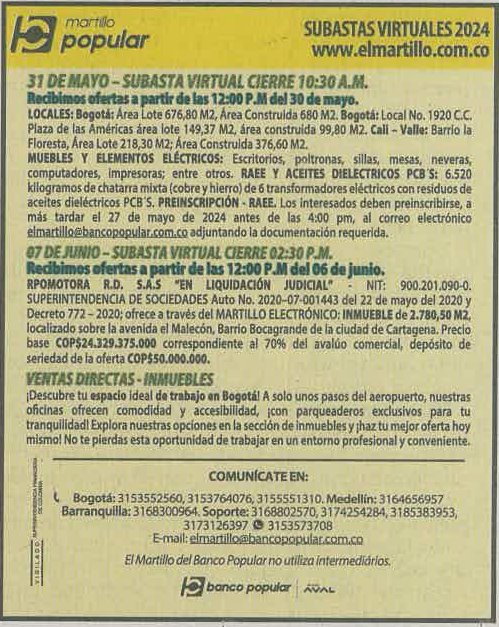 martillo
popular
SUBASTAS VIRTUALES 2024
www.elmartillo.com.co
31 DE MAYO – SUBASTA VIRTUAL CIERRE 10:30 A.M.
Recibimos ofertas a partir de las 12:00 P.M del 30 de mayo.
LOCALES: Bogotá: Área Lote 676,80 M2, Área Construida 680 M2. Bogotá: Local No. 1920 C.C.
Plaza de las Américas área lote 149,37 M2, área construida 99,80 M2. Cali – Valle: Barrio la
Floresta, Área Lote 218,30 M2; Área Construida 376,60 M2.
MUEBLES Y ELEMENTOS ELÉCTRICOS: Escritorios, poltronas, sillas, mesas, neveras,
computadores, impresoras; entre otros. RAEE Y ACEITES DIELECTRICOS PCB´S: 6.520
kilogramos de chatarra mixta (cobre y hierro) de 6 transformadores eléctricos con residuos de
aceites dieléctricos PCB´S. PREINSCRIPCIÓN - RAEE. Los interesados deben preinscribirse, a
más tardar el 27 de mayo de 2024 antes de las 4:00 pm, al correo electrónico
elmartillo@bancopopular.com.co adjuntando la documentación requerida.
07 DE JUNIO – SUBASTA VIRTUAL CIERRE 02:30 P.M.
Recibimos ofertas a partir de las 12:00 P.M del 06 de junio.
RPOMOTORA R.D. S.A.S "EN LIQUIDACIÓN JUDICIAL" - NIT: 900.201.090-0.
SUPERINTENDENCIA DE SOCIEDADES Auto No. 2020-07-001443 del 22 de mayo del 2020 y
Decreto 772 – 2020; ofrece a través del MARTILLO ELECTRÓNICO: INMUEBLE de 2.780,50 M2,
localizado sobre la avenida el Malecón, Barrio Bocagrande de la ciudad de Cartagena. Precio
base COP$24.329.375.000 correspondiente al 70% del avalúo comercial, depósito de
seriedad de la oferta COP$50.000.000.
VENTAS DIRECTAS - INMUEBLES
¡Descubre tu espacio ideal de trabajo en Bogotá! A solo unos pasos del aeropuerto, nuestras
oficinas ofrecen comodidad y accesibilidad, ¡con parqueaderos exclusivos para tu
tranquilidad! Explora nuestras opciones en la sección de inmuebles y ¡haz tu mejor oferta hoy
mismo! No te pierdas esta oportunidad de trabajar en un entorno profesional y conveniente.
COMUNÍCATE EN:
Bogotá: 3153552560, 3153764076, 3155551310. Medellín: 3164656957
Barranquilla: 3168300964. Soporte: 3168802570, 3174254284, 3185383953,
3173126397 3153573708
E-mail: elmartillo@bancopopular.com.co
El Martillo del Banco Popular no utiliza intermediários.
VIGILADO SUPERINTENDENCIA FINANCIERA
DE COLOMBIA
banco popular
AVAL